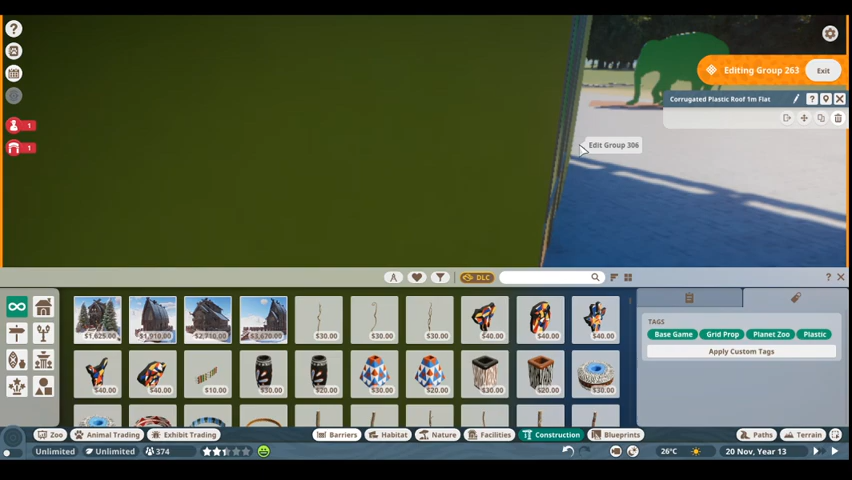 ?
Editing Group 263
Exit
Corrugated Plastic Roof 1m Flat
?
1
Edit Group 306
1
DLC
?
$1,625.00
$1,910.00
$2,710.00
$3,670.00
$30.00
$30.00
$30.00
$40.00
$40.00
$40.00
TAGS
Base Game
Grid Prop
Planet Zoo
Plastic
Apply Custom Tags
$40.00
$40.00
$10.00
$30.00
$20.00
$30.00
$20.00
$30.00
$20.00
$30.00
Zoo
Animal Trading
Exhibit Trading
Barriers
Habitat
Nature
Facilities
Construction
Blueprints
Paths
Terrain
Unlimited
Unlimited
374
26°C
20 Nov, Year 13